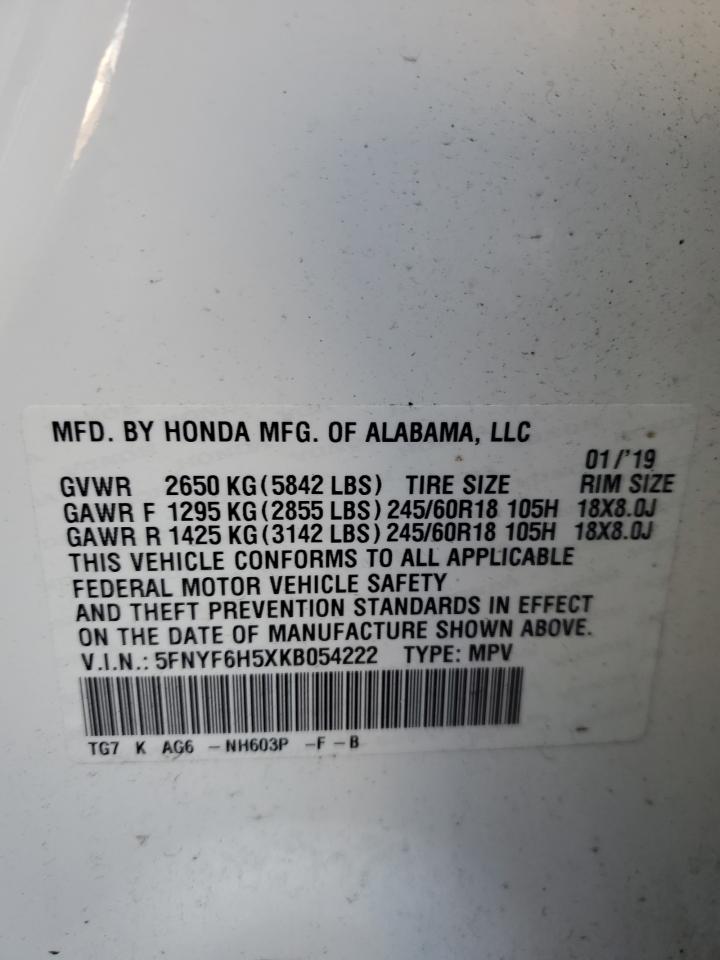 MFD. BY HONDA MFG. OF ALABAMA, LLC
01/'19
GVWR 2650 KG (5842 LBS) TIRE SIZE RIM SIZE
GAWR F 1295 KG (2855 LBS) 245/60R18 105H 18X8.0J
GAWR R 1425 KG (3142 LBS) 245/60R18 105H 18X8.0J
THIS VEHICLE CONFORMS TO ALL APPLICABLE
FEDERAL MOTOR VEHICLE SAFETY
AND THEFT PREVENTION STANDARDS IN EFFECT
ON THE DATE OF MANUFACTURE SHOWN ABOVE.
V.I.N.: 5FNYF6H5XKB054222 TYPE: MPV
TG7 K AG6 -NH603P -F-B